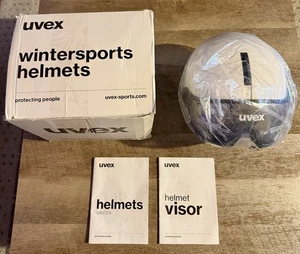 uvex
wintersports
helmets
protecting people
uvex-sports.com
uvex
uvex
uvex
helmets
uvex
helmet
visor